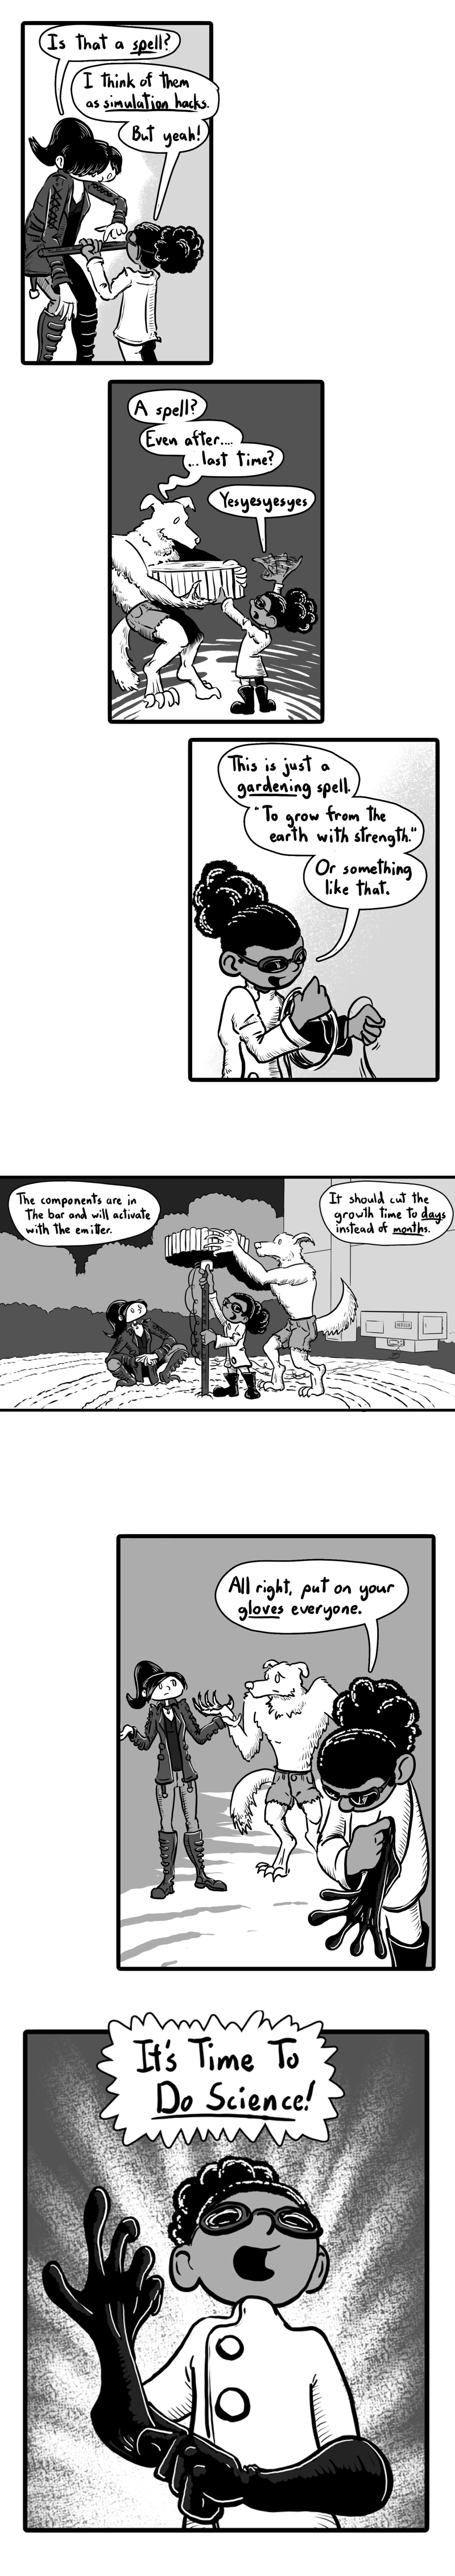 Is that a spell?
I think of them
as simulation hacks.
But yeah!
A spell?
Even after....
...last time?
Yesyesyesyes
This is just a
gardening spell.
"To grow from the
earth with strength."
Or something
like that.
The components are in
The bar and will activate
with the emitter.
It should cut the
growth time to days
instead of months.
All right, put on your
gloves everyone.
It's Time To
Do Science!